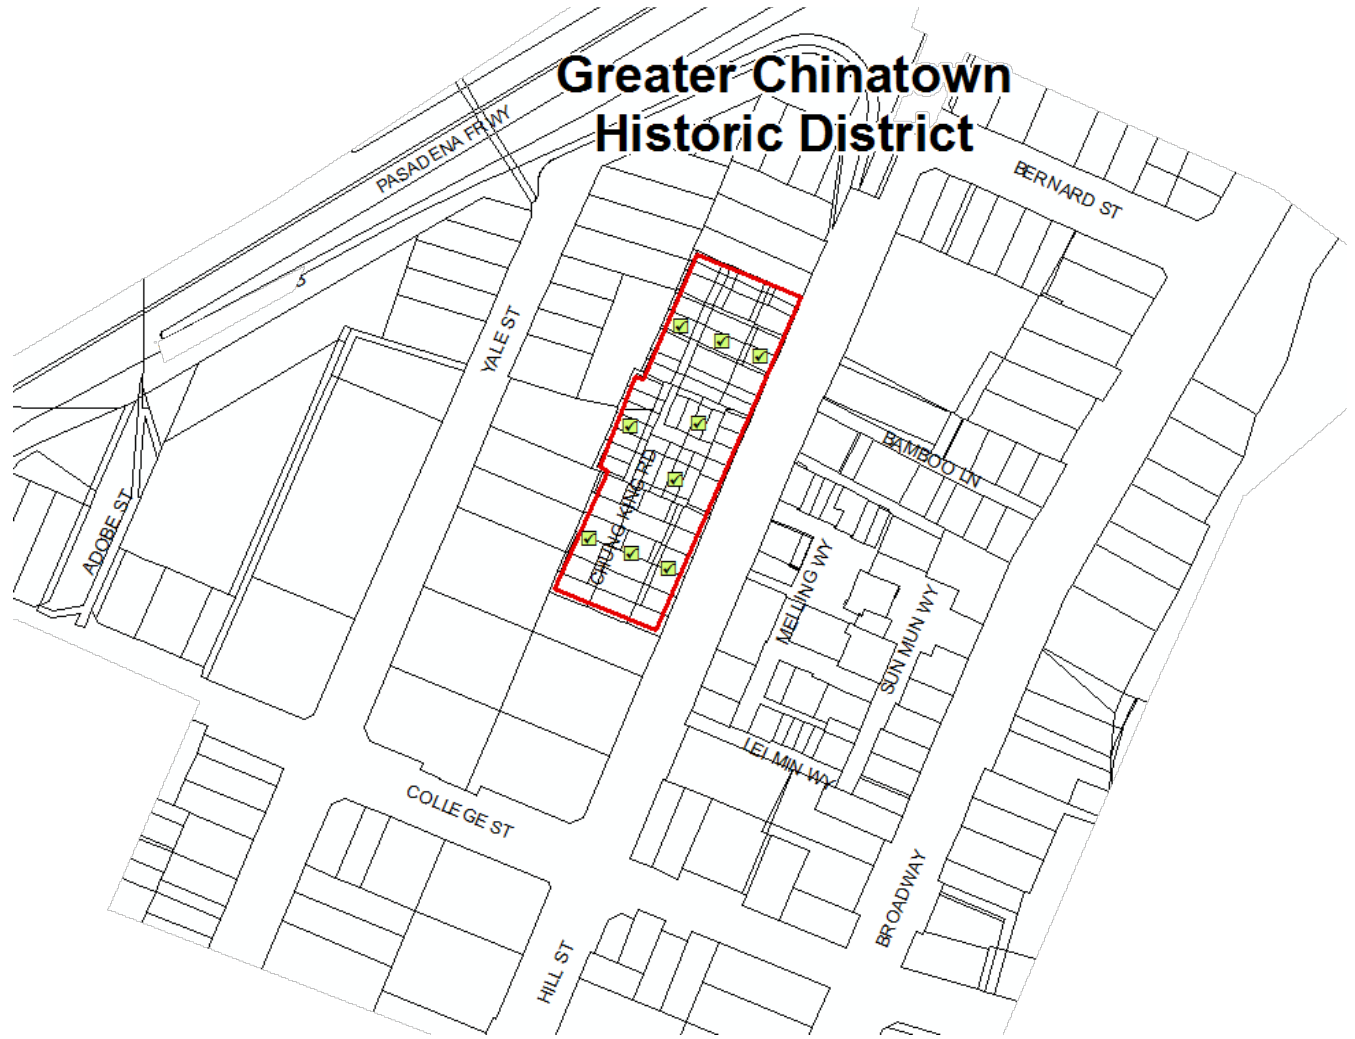 Greater Chinatown
Historic District
PASADENA FRWY
BERNARD ST
5
YALE ST
BAMBOO LN
CHUNG KING RD
ADOBE ST
MELLING WY
SUN MUN WY
LEI MIN WY
COLLEGE ST
BROADWAY
HILL ST